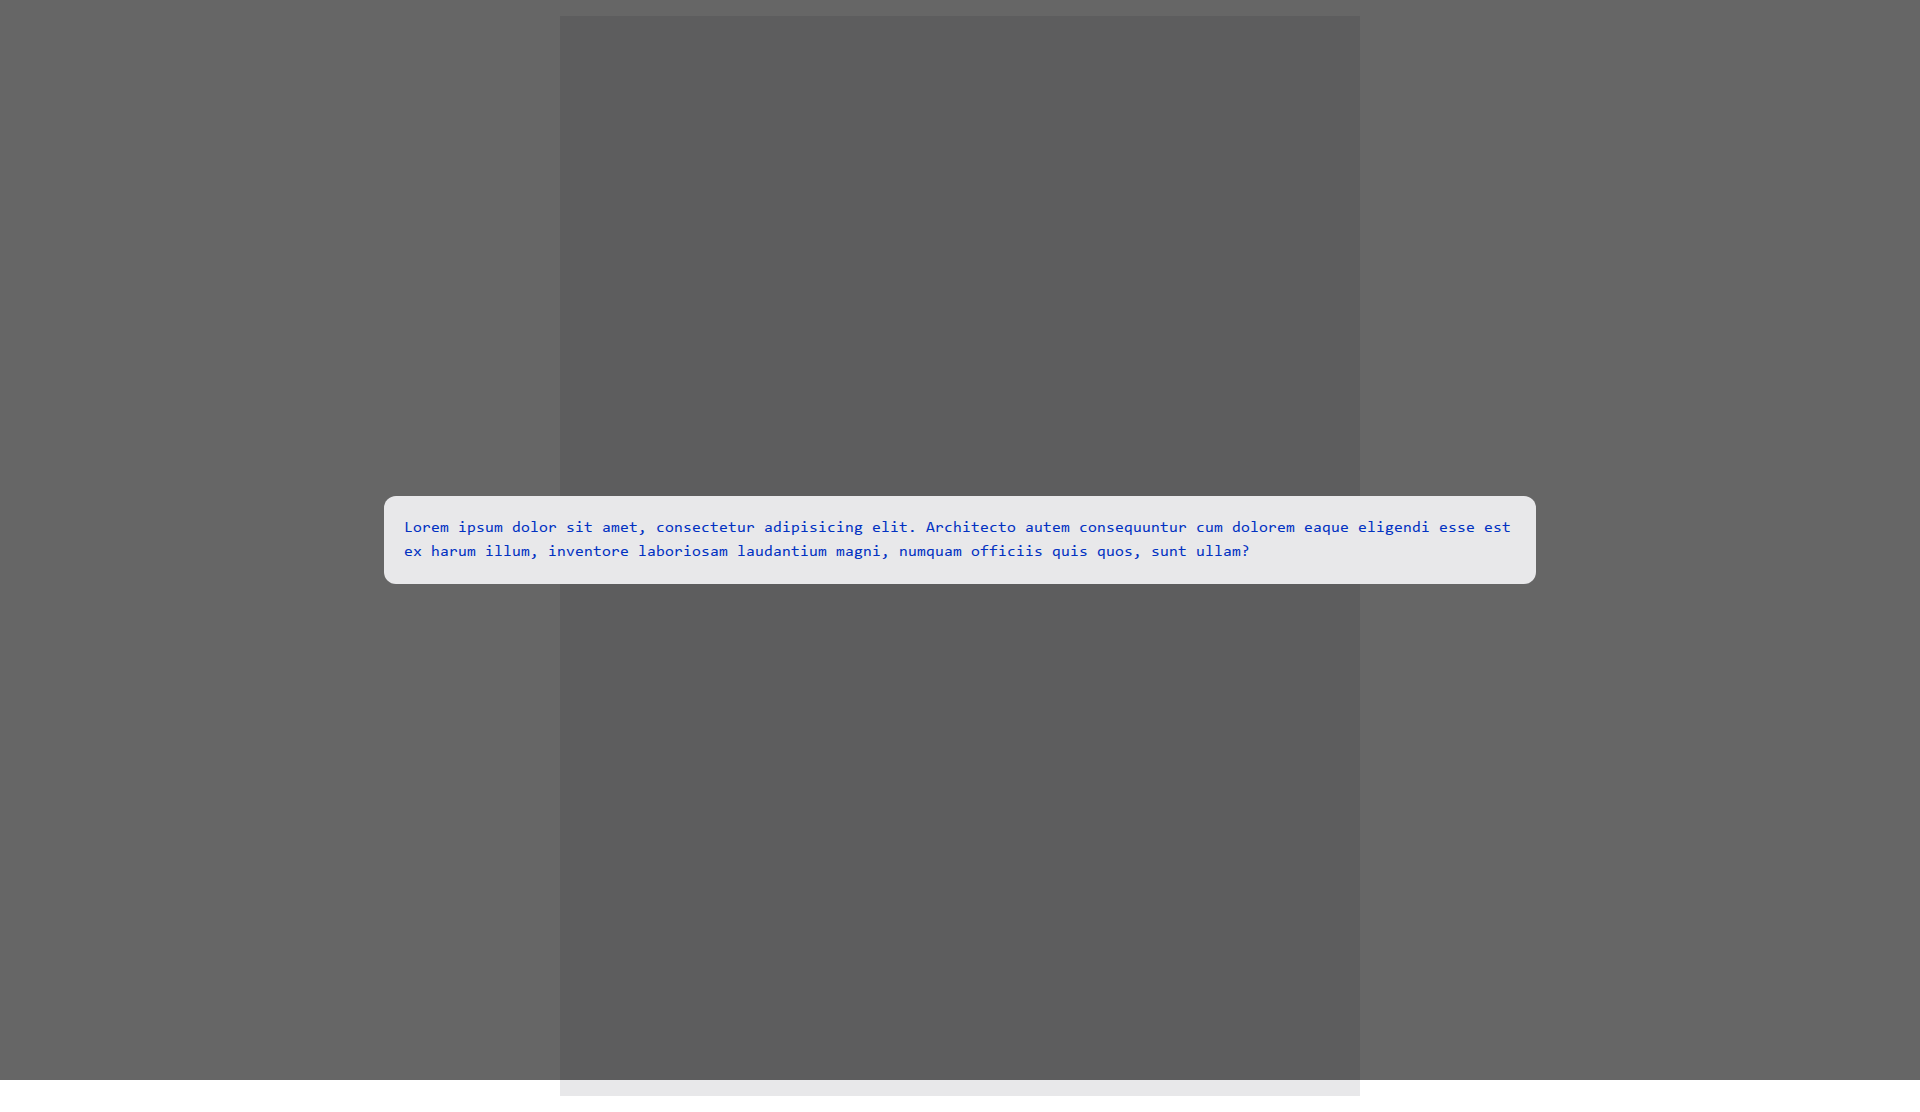 Lorem ipsum dolor sit amet, consectetur adipisicing elit. Architecto autem consequuntur cum dolorem eaque eligendi esse est
ex harum illum, inventore laboriosam laudantium magni, numquam officiis quis quos, sunt ullam?